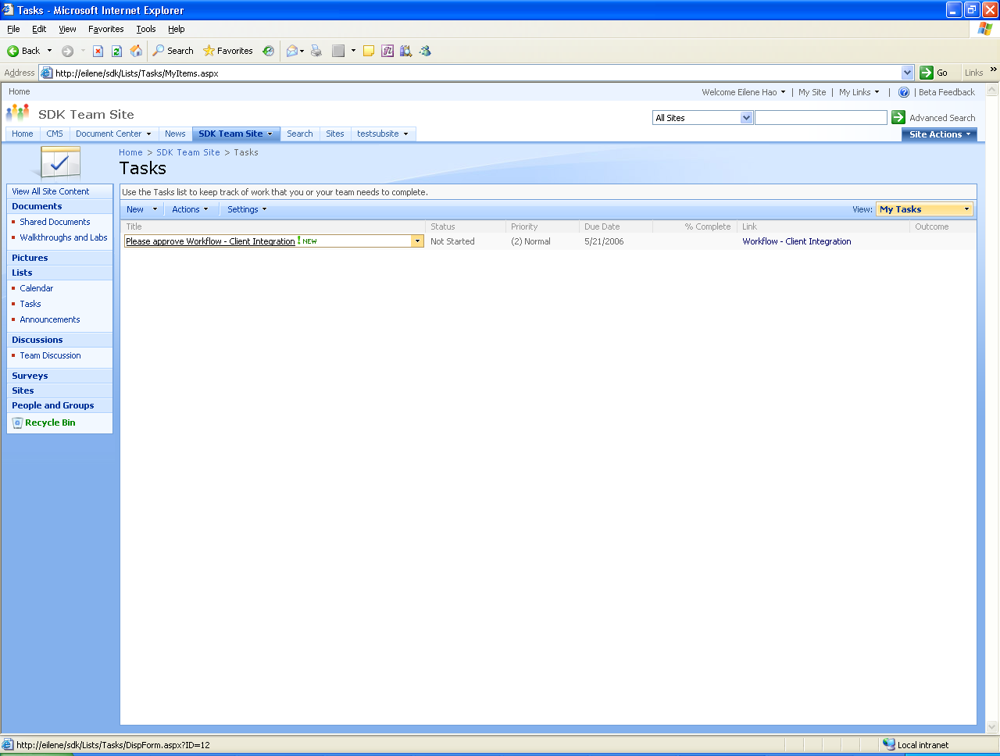 Tasks - Microsoft Internet Explorer
File Edit View Favorites Tools Help
Back Search Favorites
Address http://eilene/sdk/Lists/Tasks/MyItems.aspx Go Links »
Home Welcome Eilene Hao | My Site | My Links | Beta Feedback
SDK Team Site
All Sites Advanced Search
Home CMS Document Center News SDK Team Site Search Sites testsubsite Site Actions
Home > SDK Team Site > Tasks
Tasks
View All Site Content
Documents
Shared Documents
Walkthroughs and Labs
Pictures
Lists
Calendar
Tasks
Announcements
Discussions
Team Discussion
Surveys
Sites
People and Groups
Recycle Bin
Use the Tasks list to keep track of work that you or your team needs to complete.
New Actions Settings View: My Tasks
Title Status Priority Due Date % Complete Link Outcome
Please approve Workflow - Client Integration ! NEW Not Started (2) Normal 5/21/2006 Workflow - Client Integration
http://eilene/sdk/Lists/Tasks/DispForm.aspx?ID=12 Local intranet